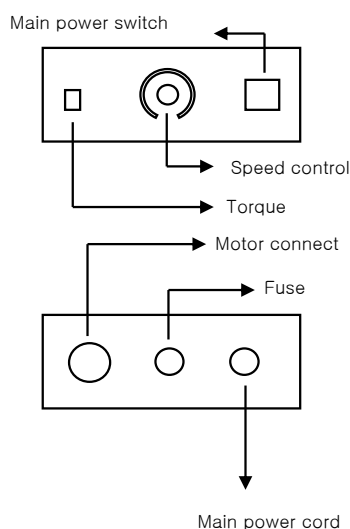 Main power switch
Speed control
Torque
Motor connect
Fuse
Main power cord